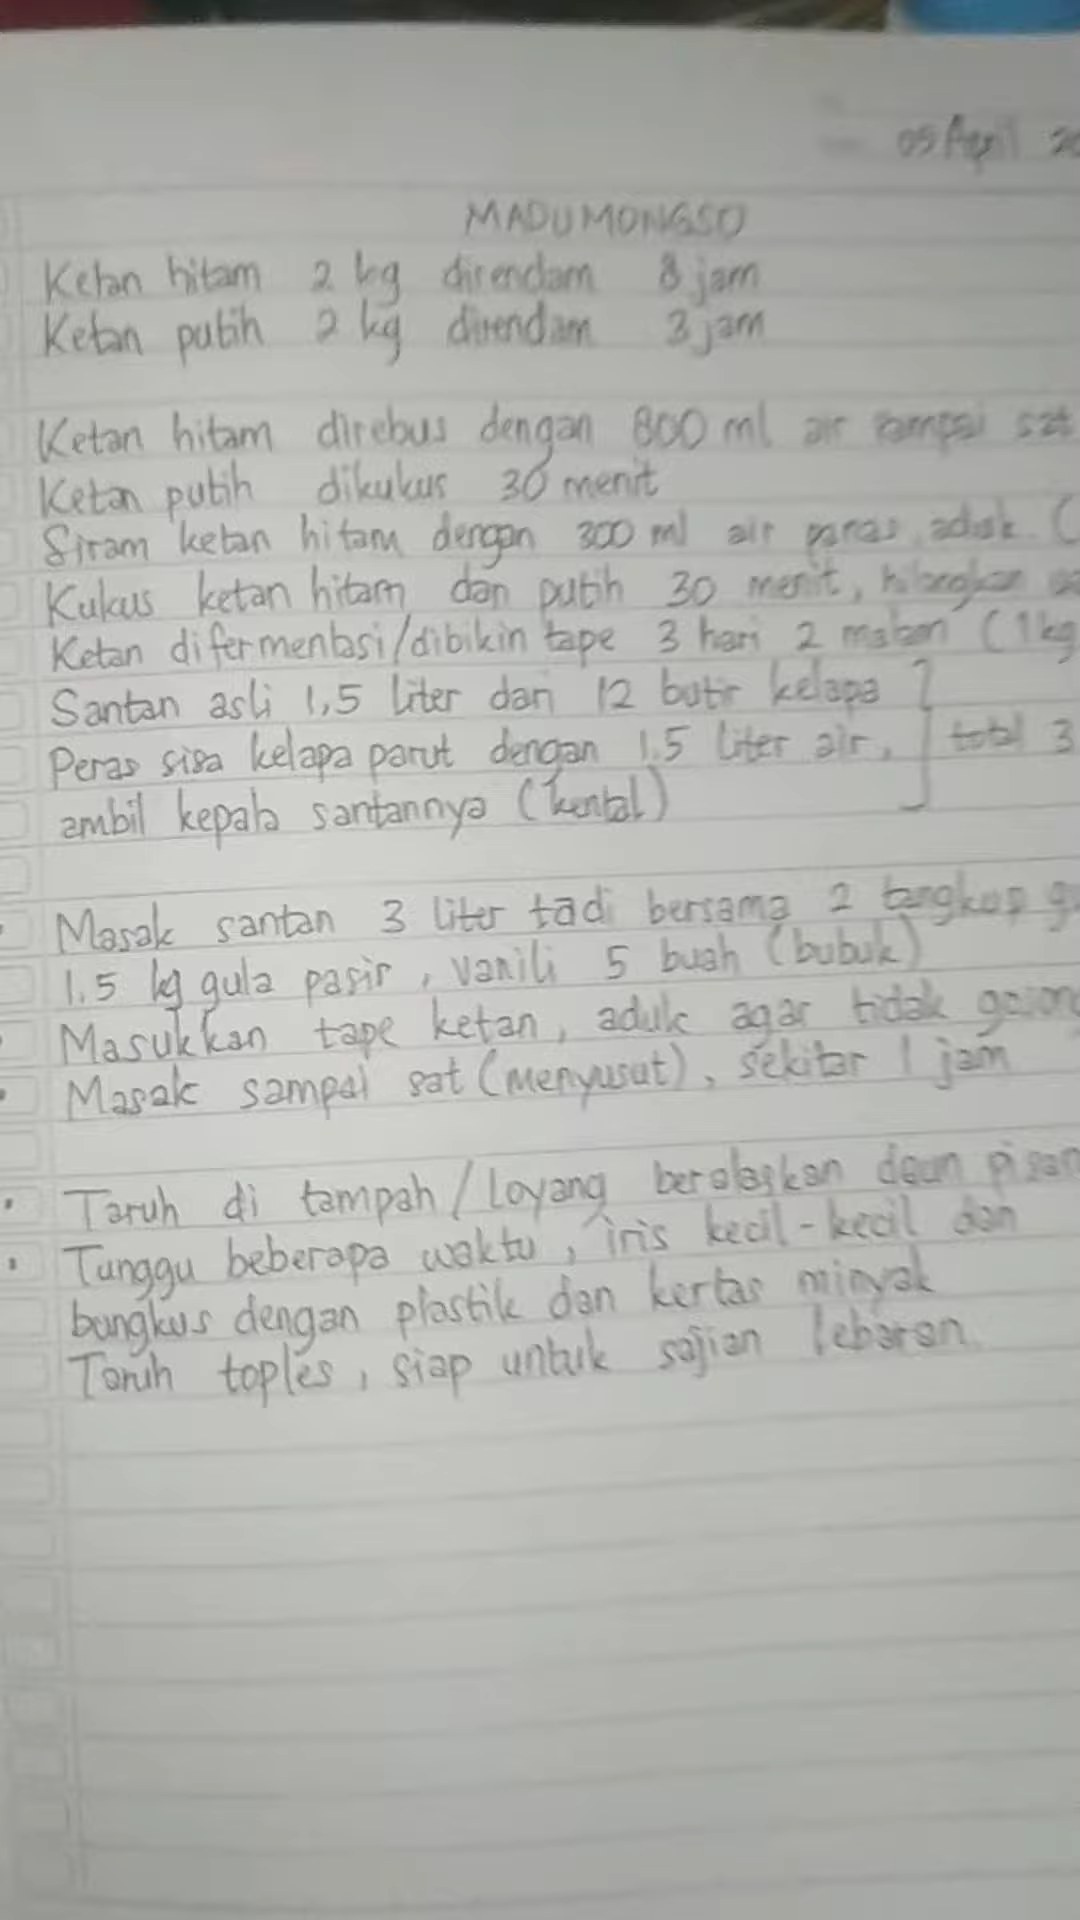 05 April
MADUMONGSO
Ketan hitam 2 kg direndam 8 jam
Ketan putih 2 kg direndam 3 jam
Ketan hitam direbus dengan 800 ml air sampai sat
Ketan putih dikukus 30 menit
Siram ketan hitam dengan 300 ml air panas, aduk. (
Kukus ketan hitam dan putih 30 menit, hilangkan
Ketan difermentasi/dibikin tape 3 hari 2 malam (1 kg
Santan asli 1,5 liter dari 12 butir kelapa
Peras sisa kelapa parut dengan 1.5 liter air,
total 3
ambil kepala santannya (kental)
Masak santan 3 liter tadi bersama 2 tangkup
1.5 kg gula pasir, vanili 5 buah (bubuk)
Masukkan tape ketan, aduk agar tidak
Masak sampai sat (menyusut), sekitar 1 jam
• Taruh di tampah/loyang beralaskan daun
• Tunggu beberapa waktu, iris kecil-kecil dan
bungkus dengan plastik dan kertas minyak
Taruh toples, siap untuk sajian lebaran.